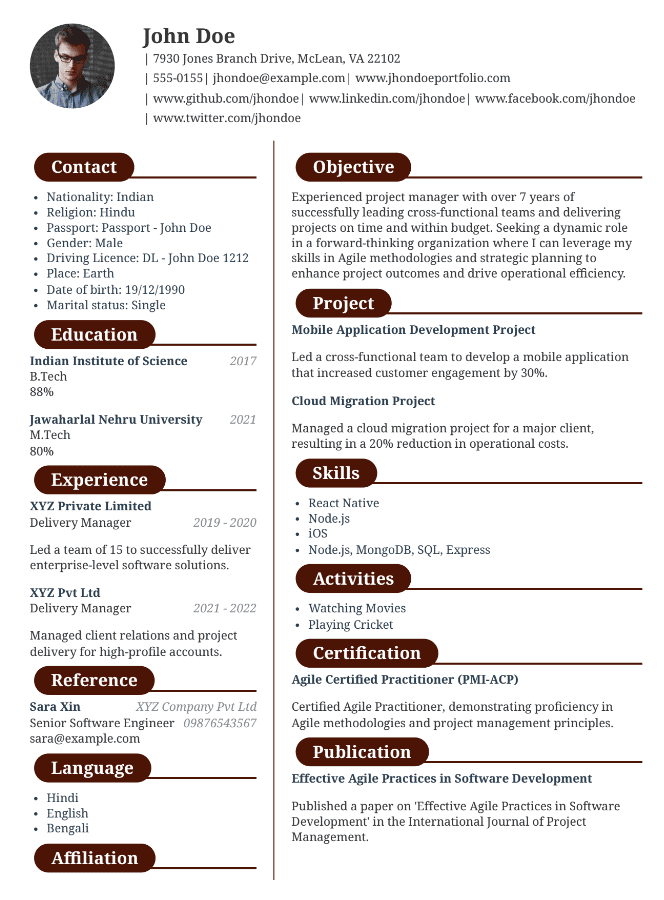 John Doe
| 7930 Jones Branch Drive, McLean, VA 22102
| 555-0155| jhondoe@example.com| www.jhondoeportfolio.com
| www.github.com/jhondoe| www.linkedin.com/jhondoe| www.facebook.com/jhondoe
| www.twitter.com/jhondoe
Contact
• Nationality: Indian
• Religion: Hindu
• Passport: Passport - John Doe
• Gender: Male
• Driving Licence: DL - John Doe 1212
• Place: Earth
• Date of birth: 19/12/1990
• Marital status: Single
Education
Indian Institute of Science 2017
B.Tech
88%
Jawaharlal Nehru University 2021
M.Tech
80%
Experience
XYZ Private Limited
Delivery Manager 2019 - 2020
Led a team of 15 to successfully deliver
enterprise-level software solutions.
XYZ Pvt Ltd
Delivery Manager 2021 - 2022
Managed client relations and project
delivery for high-profile accounts.
Reference
Sara Xin XYZ Company Pvt Ltd
Senior Software Engineer 09876543567
sara@example.com
Language
• Hindi
• English
• Bengali
Affiliation
Objective
Experienced project manager with over 7 years of
successfully leading cross-functional teams and delivering
projects on time and within budget. Seeking a dynamic role
in a forward-thinking organization where I can leverage my
skills in Agile methodologies and strategic planning to
enhance project outcomes and drive operational efficiency.
Project
Mobile Application Development Project
Led a cross-functional team to develop a mobile application
that increased customer engagement by 30%.
Cloud Migration Project
Managed a cloud migration project for a major client,
resulting in a 20% reduction in operational costs.
Skills
• React Native
• Node.js
• iOS
• Node.js, MongoDB, SQL, Express
Activities
• Watching Movies
• Playing Cricket
Certification
Agile Certified Practitioner (PMI-ACP)
Certified Agile Practitioner, demonstrating proficiency in
Agile methodologies and project management principles.
Publication
Effective Agile Practices in Software Development
Published a paper on 'Effective Agile Practices in Software
Development' in the International Journal of Project
Management.